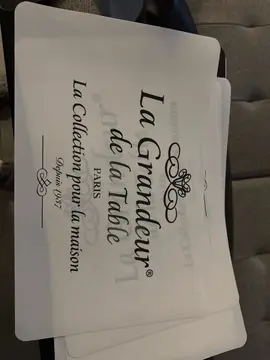 La Grandeur®
de la Table
PARIS
La Collection pour la maison
Depuis 1937